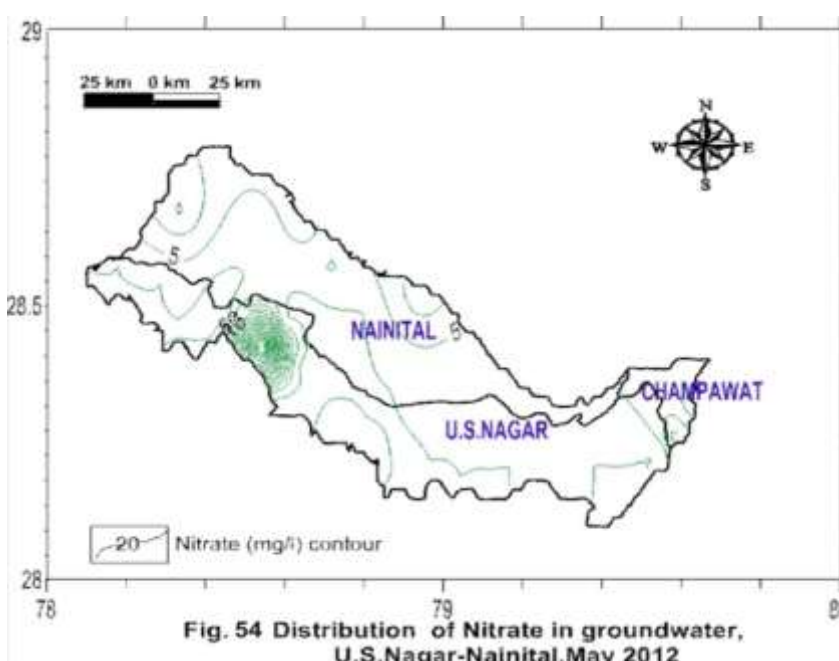 29
25 km 0 km 25 km
N
W E
S
5
28.5
NAINITAL
5
CHAMPAWAT
U.S.NAGAR
20 Nitrate (mg/l) contour
28
78 79 8
Fig. 54 Distribution of Nitrate in groundwater,
U.S.Nagar-Nainital,May 2012